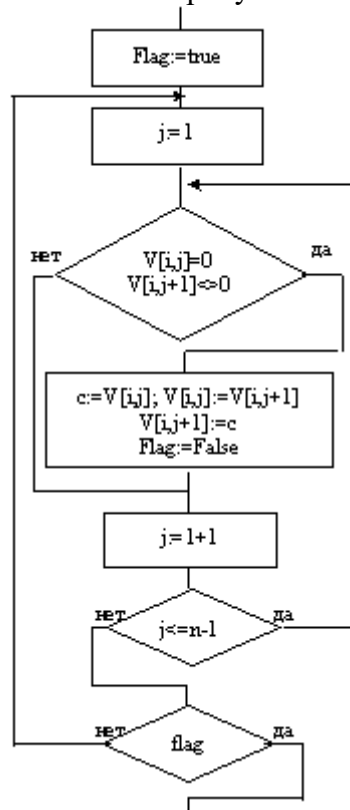 Flag:=true
j:= 1
нет
да
V[i,j]=0
V[i,j+1]<>0
c:=V[i,j]; V[i,j]:=V[i,j+1]
V[i,j+1]:=c
Flag:=False
j:= 1+1
нет
j<=n-1
да
нет
flag
да